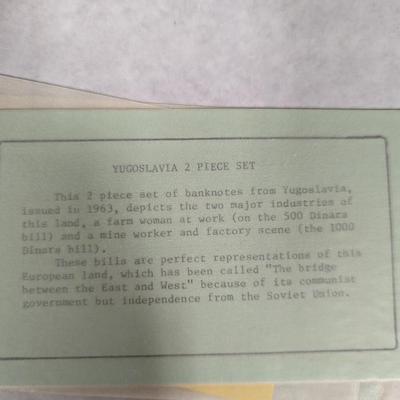 YUGOSLAVIA 2 PIECE SET
This 2 piece set of banknotes from Yugoslavia,
issued in 1963, depicts the two major industries of
this land, a farm woman at work (on the 500 Dinara
bill) and a mine worker and factory scene (the 1000
Dinara bill).
These bills are perfect representations of this
European land, which has been called "The bridge
between the East and West" because of its communist
government but independence from the Soviet Union.